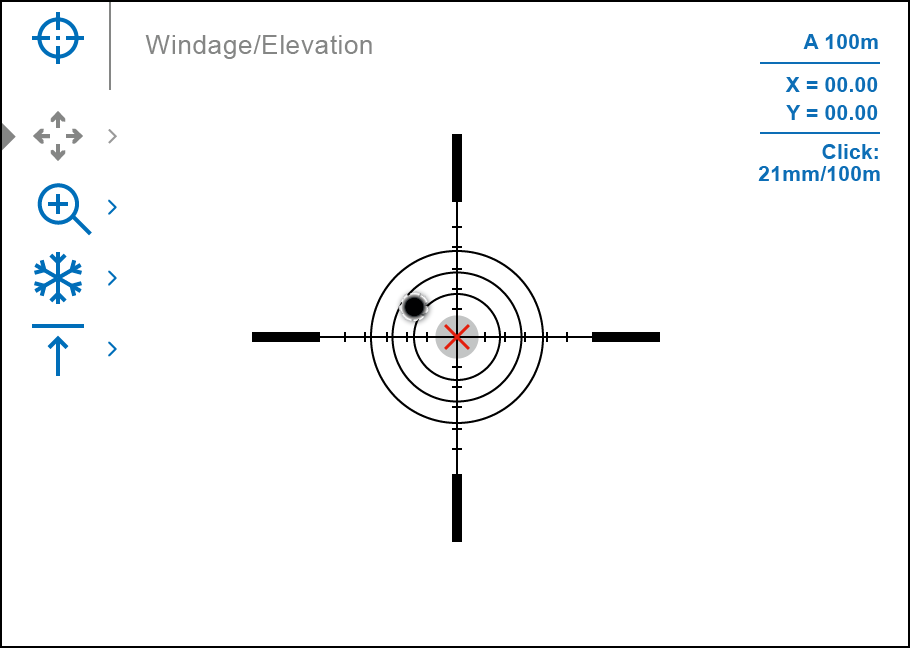 Windage/Elevation
A 100m
X = 00.00
Y = 00.00
Click:
21mm/100m